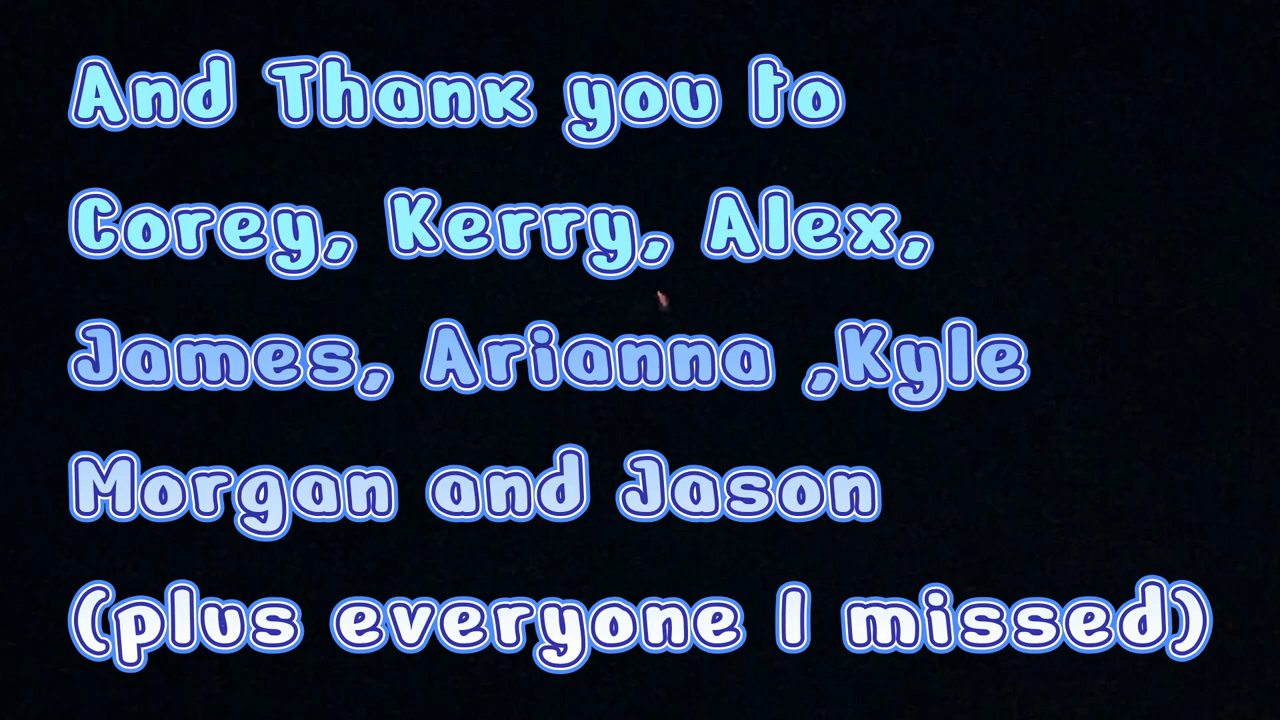 And Thank you to
Corey, Kerry, Alex,
James, Arianna ,Kyle
Morgan and Jason
(plus everyone I missed)